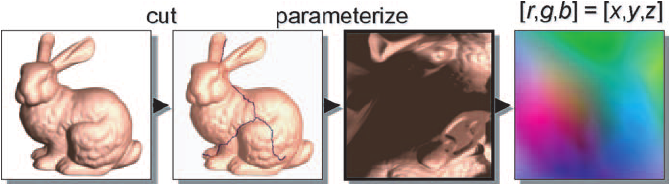 cut
parameterize
[r,g,b] = [x,y,z]